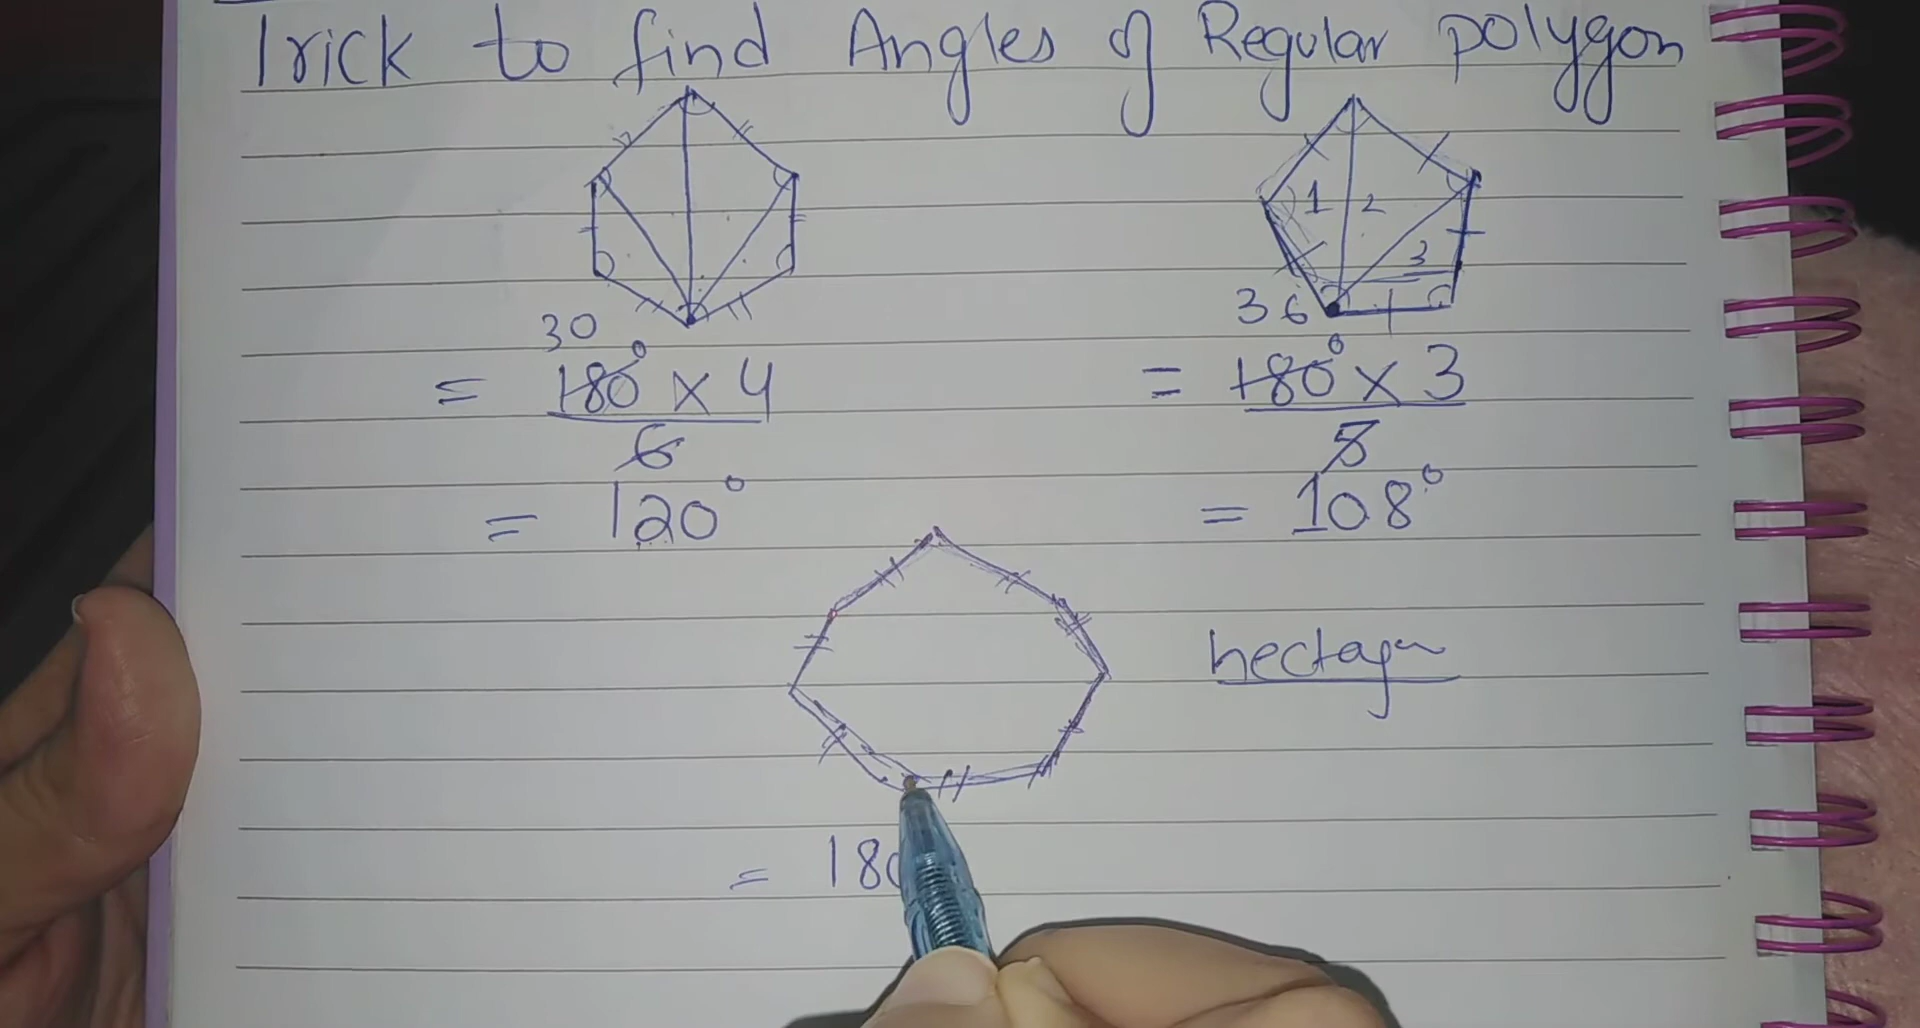 Trick to find Angles of Regular polygon
1 2
3
30
36
= 180° x 4
= 180° x 3
6
5
= 120°
= 108°
hectagon
= 180